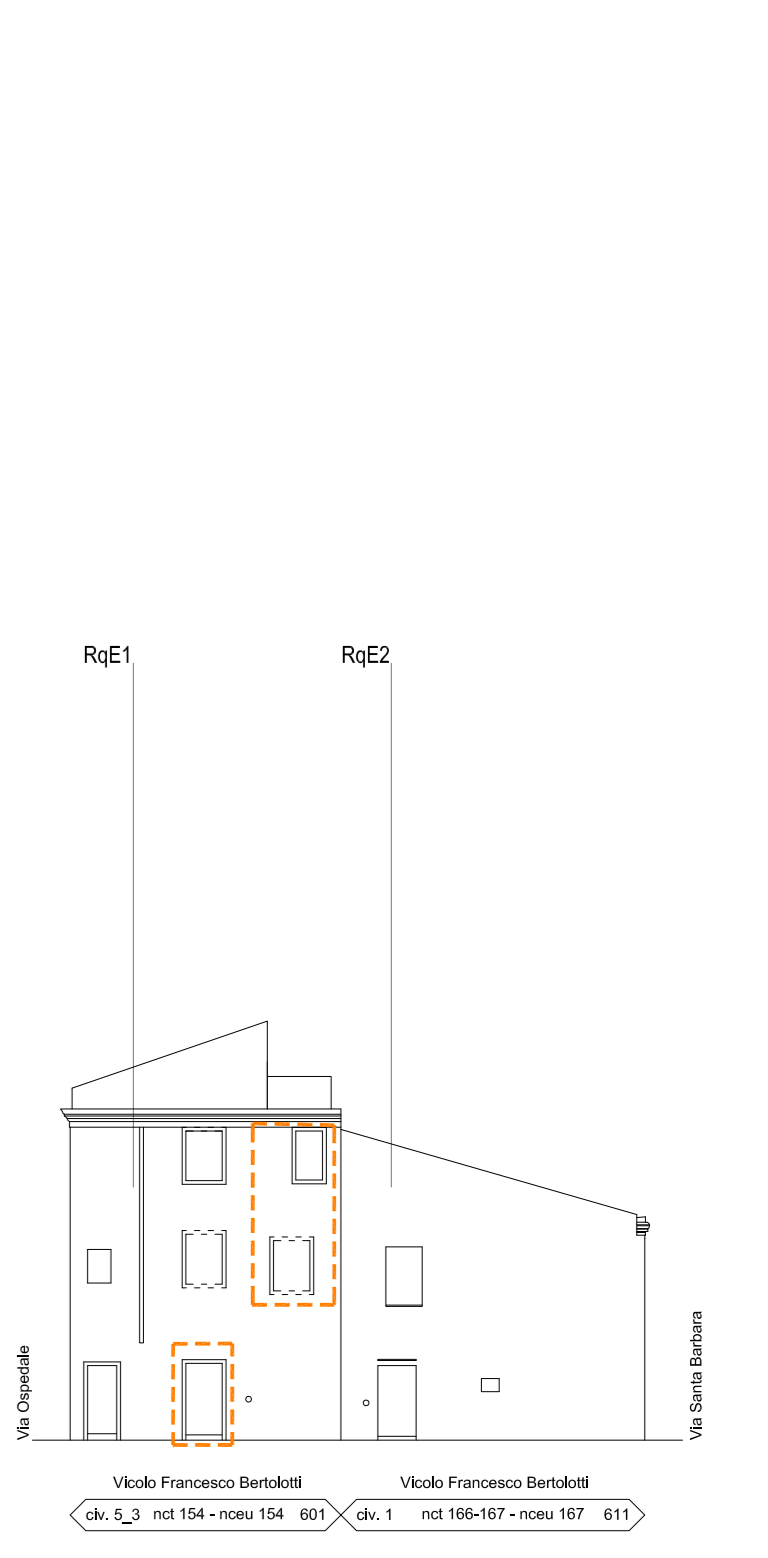 RqE1
RqE2
Via Ospedale
Via Santa Barbara
Vicolo Francesco Bertolotti
Vicolo Francesco Bertolotti
civ. 5_3 nct 154 - nceu 154 601
civ. 1 nct 166-167 - nceu 167 611